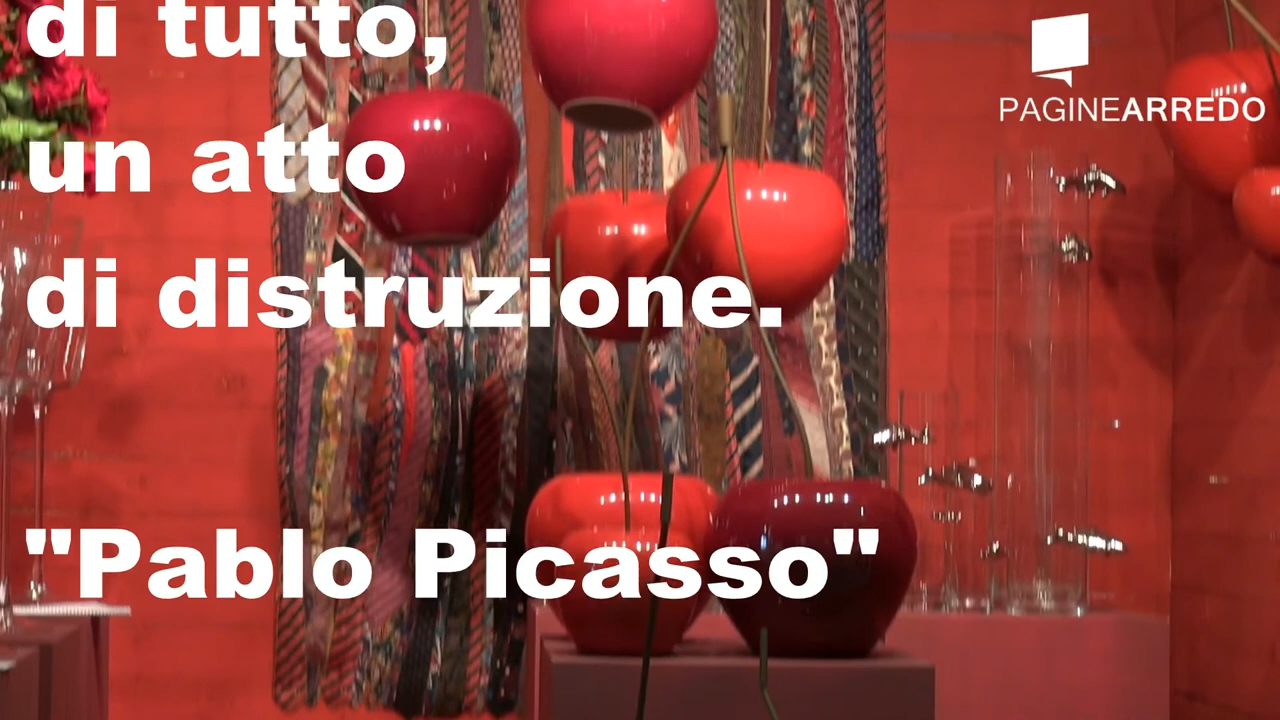 di tutto,
un atto
di distruzione.
"Pablo Picasso"
PAGINEARREDO